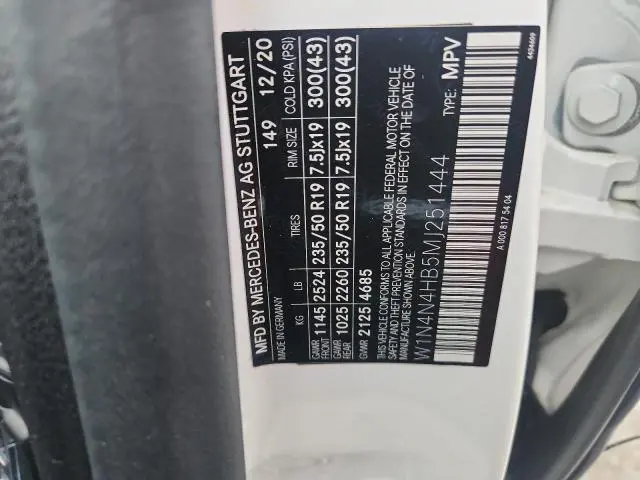 MFD BY MERCEDES-BENZ AG STUTTGART
MADE IN GERMANY 149 12/20
KG LB TIRES RIM SIZE COLD KPA (PSI)
GAWR FRONT 1145 2524 235/50 R19 7.5Jx19 300(43)
GAWR REAR 1025 2260 235/50 R19 7.5Jx19 300(43)
GVWR 2125 4685
THIS VEHICLE CONFORMS TO ALL APPLICABLE FEDERAL MOTOR VEHICLE
SAFETY AND THEFT PREVENTION STANDARDS IN EFFECT ON THE DATE OF
MANUFACTURE SHOWN ABOVE.
W1N4N4HB5MJ251444 TYPE: MPV
A 000 817 54 04